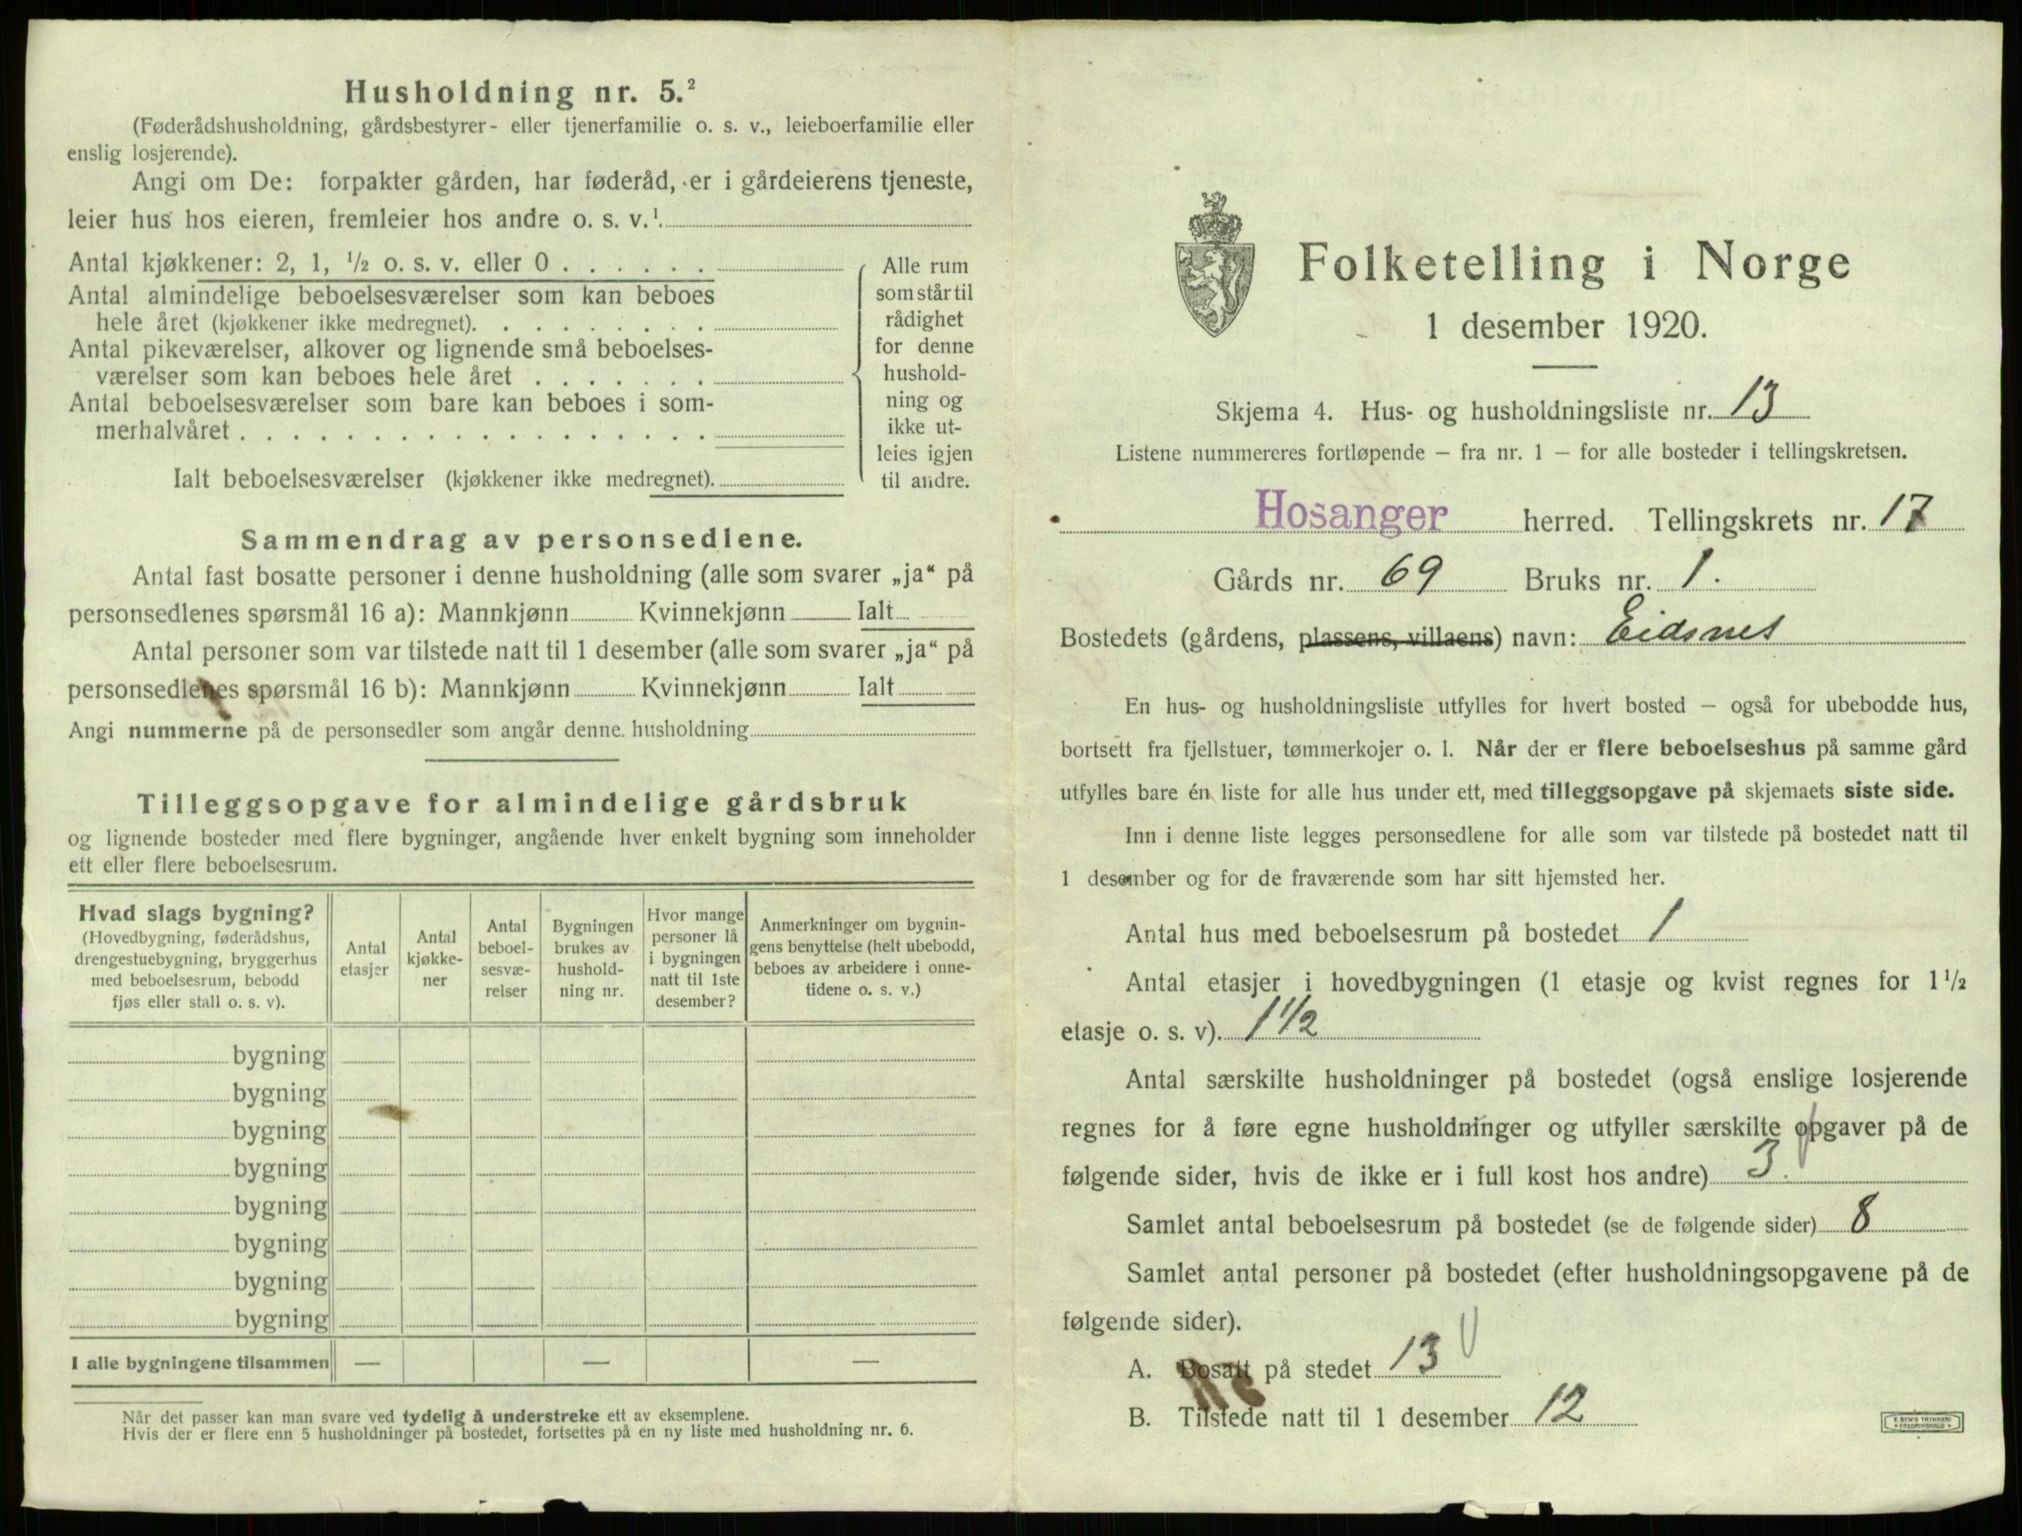 Husholdning nr. 5.²
(Føderådshusholdning, gårdsbestyrer- eller tjenerfamilie o. s. v., leieboerfamilie eller
enslig losjerende).
Angi om De: forpakter gården, har føderåd, er i gårdeierens tjeneste,
leier hus hos eieren, fremleier hos andre o. s. v.¹
Antal kjøkkener: 2, 1, ½ o. s. v. eller 0 . . . . . .
Antal almindelige beboelsesværelser som kan beboes
hele året (kjøkkener ikke medregnet). . . . . . . . .
Antal pikeværelser, alkover og lignende små beboelses-
værelser som kan beboes hele året . . . . . . .
Antal beboelsesværelser som bare kan beboes i som-
merhalvåret . . . . . . . . . . . . . . . . . .
Ialt beboelsesværelser (kjøkkener ikke medregnet).
Alle rum
som står til
rådighet
for denne
hushold-
ning og
ikke ut-
leies igjen
til andre.
Sammendrag av personsedlene.
Antal fast bosatte personer i denne husholdning (alle som svarer „ja“ på
personsedlenes spørsmål 16 a): Mannkjønn Kvinnekjønn Ialt
Antal personer som var tilstede natt til 1 desember (alle som svarer „ja“ på
personsedlenes spørsmål 16 b): Mannkjønn Kvinnekjønn Ialt
Angi nummerne på de personsedler som angår denne husholdning
Tilleggsopgave for almindelige gårdsbruk
og lignende bosteder med flere bygninger, angående hver enkelt bygning som inneholder
ett eller flere beboelsesrum.
Hvad slags bygning?
(Hovedbygning, føderådshus,
drengestuebygning, bryggerhus
med beboelsesrum, bebodd
fjøs eller stall o. s. v).
Antal
etasjer
Antal
kjøkke-
ner
Antal
beboel-
sesvæ-
relser
Bygningen
brukes av
hushold-
ning nr.
Hvor mange
personer lå
i bygningen
natt til 1ste
desember?
Anmerkninger om bygnin-
gens benyttelse (helt ubebodd,
beboes av arbeidere i onne-
tidene o. s. v.)
bygning
bygning
bygning
bygning
bygning
bygning
bygning
bygning
I alle bygningene tilsammen — — —
Når det passer kan man svare ved tydelig å understreke ett av eksemplene.
Hvis der er flere enn 5 husholdninger på bostedet, fortsettes på en ny liste med husholdning nr. 6.
Folketelling i Norge
1 desember 1920.
Skjema 4. Hus- og husholdningsliste nr. 13
Listene nummereres fortløpende — fra nr. 1 — for alle bosteder i tellingskretsen.
Hosanger herred. Tellingskrets nr. 17
Gårds nr. 69 Bruks nr. 1.
Bostedets (gårdens, plassens, villaens) navn: Eidsnes
En hus- og husholdningsliste utfylles for hvert bosted — også for ubebodde hus,
bortsett fra fjellstuer, tømmerkojer o. l. Når der er flere beboelseshus på samme gård
utfylles bare én liste for alle hus under ett, med tilleggsopgave på skjemaets siste side.
Inn i denne liste legges personsedlene for alle som var tilstede på bostedet natt til
1 desember og for de fraværende som har sitt hjemsted her.
Antal hus med beboelsesrum på bostedet 1
Antal etasjer i hovedbygningen (1 etasje og kvist regnes for 1½
etasje o. s. v). 1 1/2
Antal særskilte husholdninger på bostedet (også enslige losjerende
regnes for å føre egne husholdninger og utfyller særskilte opgaver på de
følgende sider, hvis de ikke er i full kost hos andre) 3.
Samlet antal beboelsesrum på bostedet (se de følgende sider) 8
Samlet antal personer på bostedet (efter husholdningsopgavene på de
følgende sider).
A. Bosatt på stedet 13
B. Tilstede natt til 1 desember 12